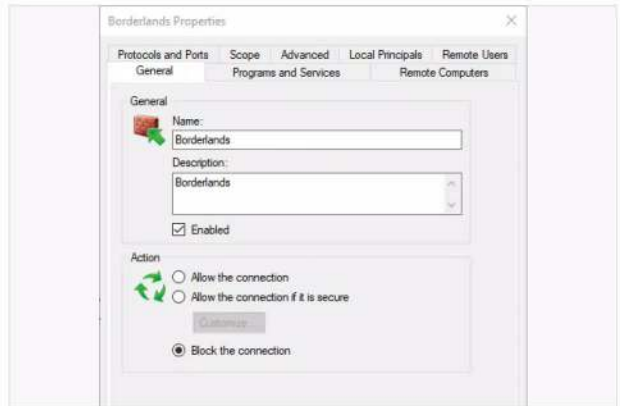 Borderlands Properties
Protocols and Ports Scope Advanced Local Principals Remote Users
General Programs and Services Remote Computers
General
Name:
Borderlands
Description:
Borderlands
Enabled
Action
Allow the connection
Allow the connection if it is secure
Customize...
Block the connection